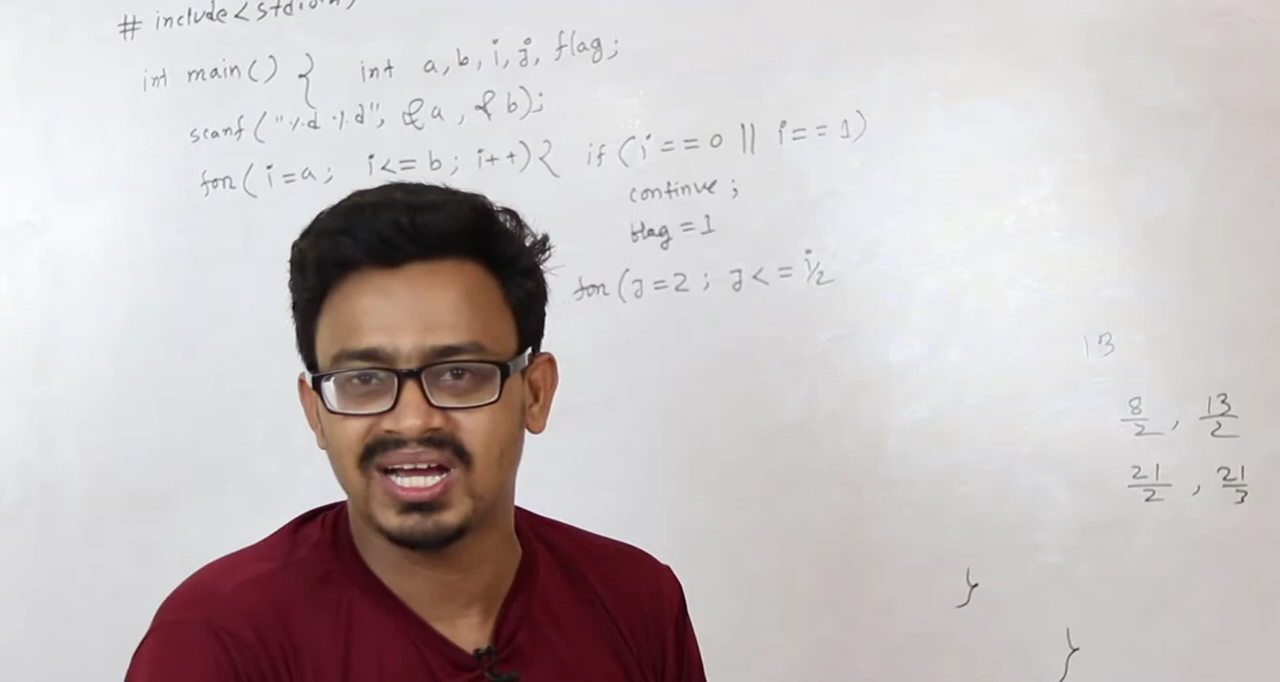 # include<stdio.h>
int main() { int a, b, i, j, flag;
scanf("%d %d", &a, &b);
for(i=a; i<= b; i++){ if (i==0 || i==1)
continue;
flag=1
for(j=2; j<= i/2
13
8/2, 13/2
21/2, 21/3
}
}